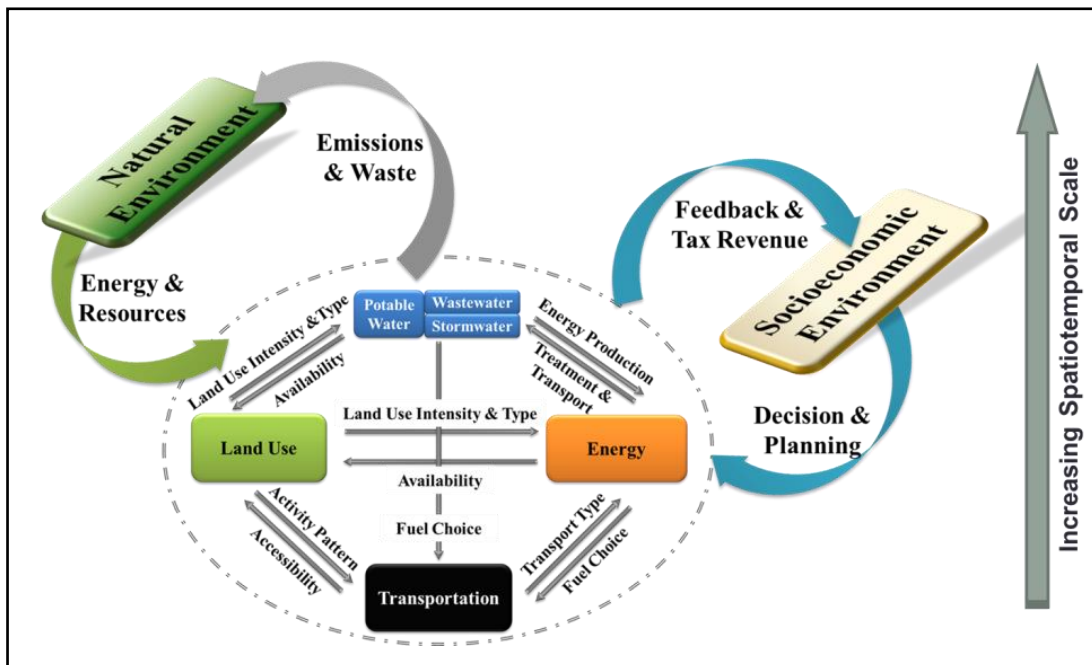 Natural
Environment
Emissions
& Waste
Feedback &
Tax Revenue
Socioeconomic
Environment
Energy &
Resources
Decision &
Planning
Increasing Spatiotemporal Scale
Potable
Water
Wastewater
Stormwater
Land Use Intensity &Type
Availability
Energy Production
Treatment &
Transport
Land Use Intensity & Type
Land Use
Energy
Availability
Activity Pattern
Accessibility
Fuel Choice
Transport Type
Fuel Choice
Transportation